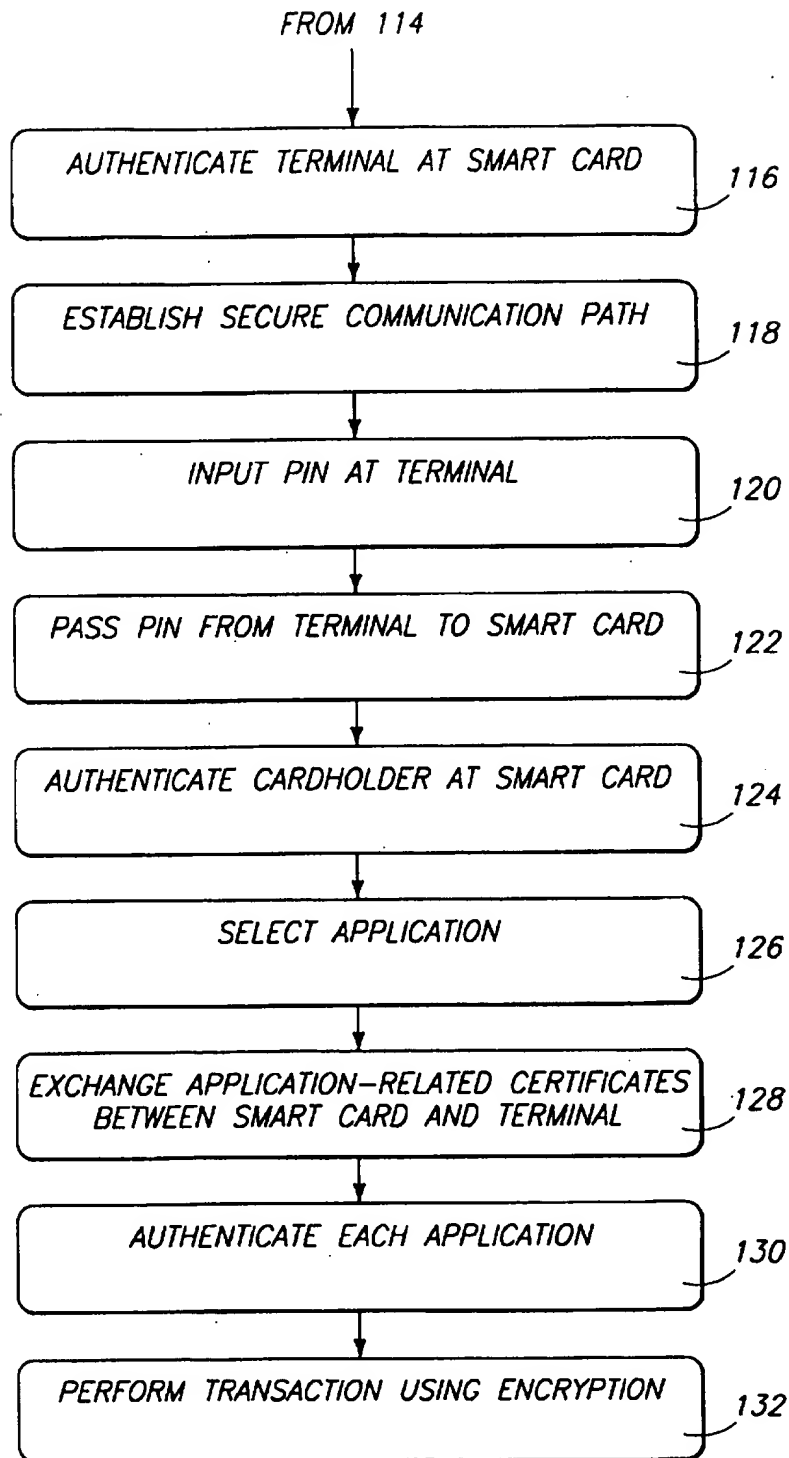 FROM 114
AUTHENTICATE TERMINAL AT SMART CARD
116
ESTABLISH SECURE COMMUNICATION PATH
118
INPUT PIN AT TERMINAL
120
PASS PIN FROM TERMINAL TO SMART CARD
122
AUTHENTICATE CARDHOLDER AT SMART CARD
124
SELECT APPLICATION
126
EXCHANGE APPLICATION-RELATED CERTIFICATES
BETWEEN SMART CARD AND TERMINAL
128
AUTHENTICATE EACH APPLICATION
130
PERFORM TRANSACTION USING ENCRYPTION
132